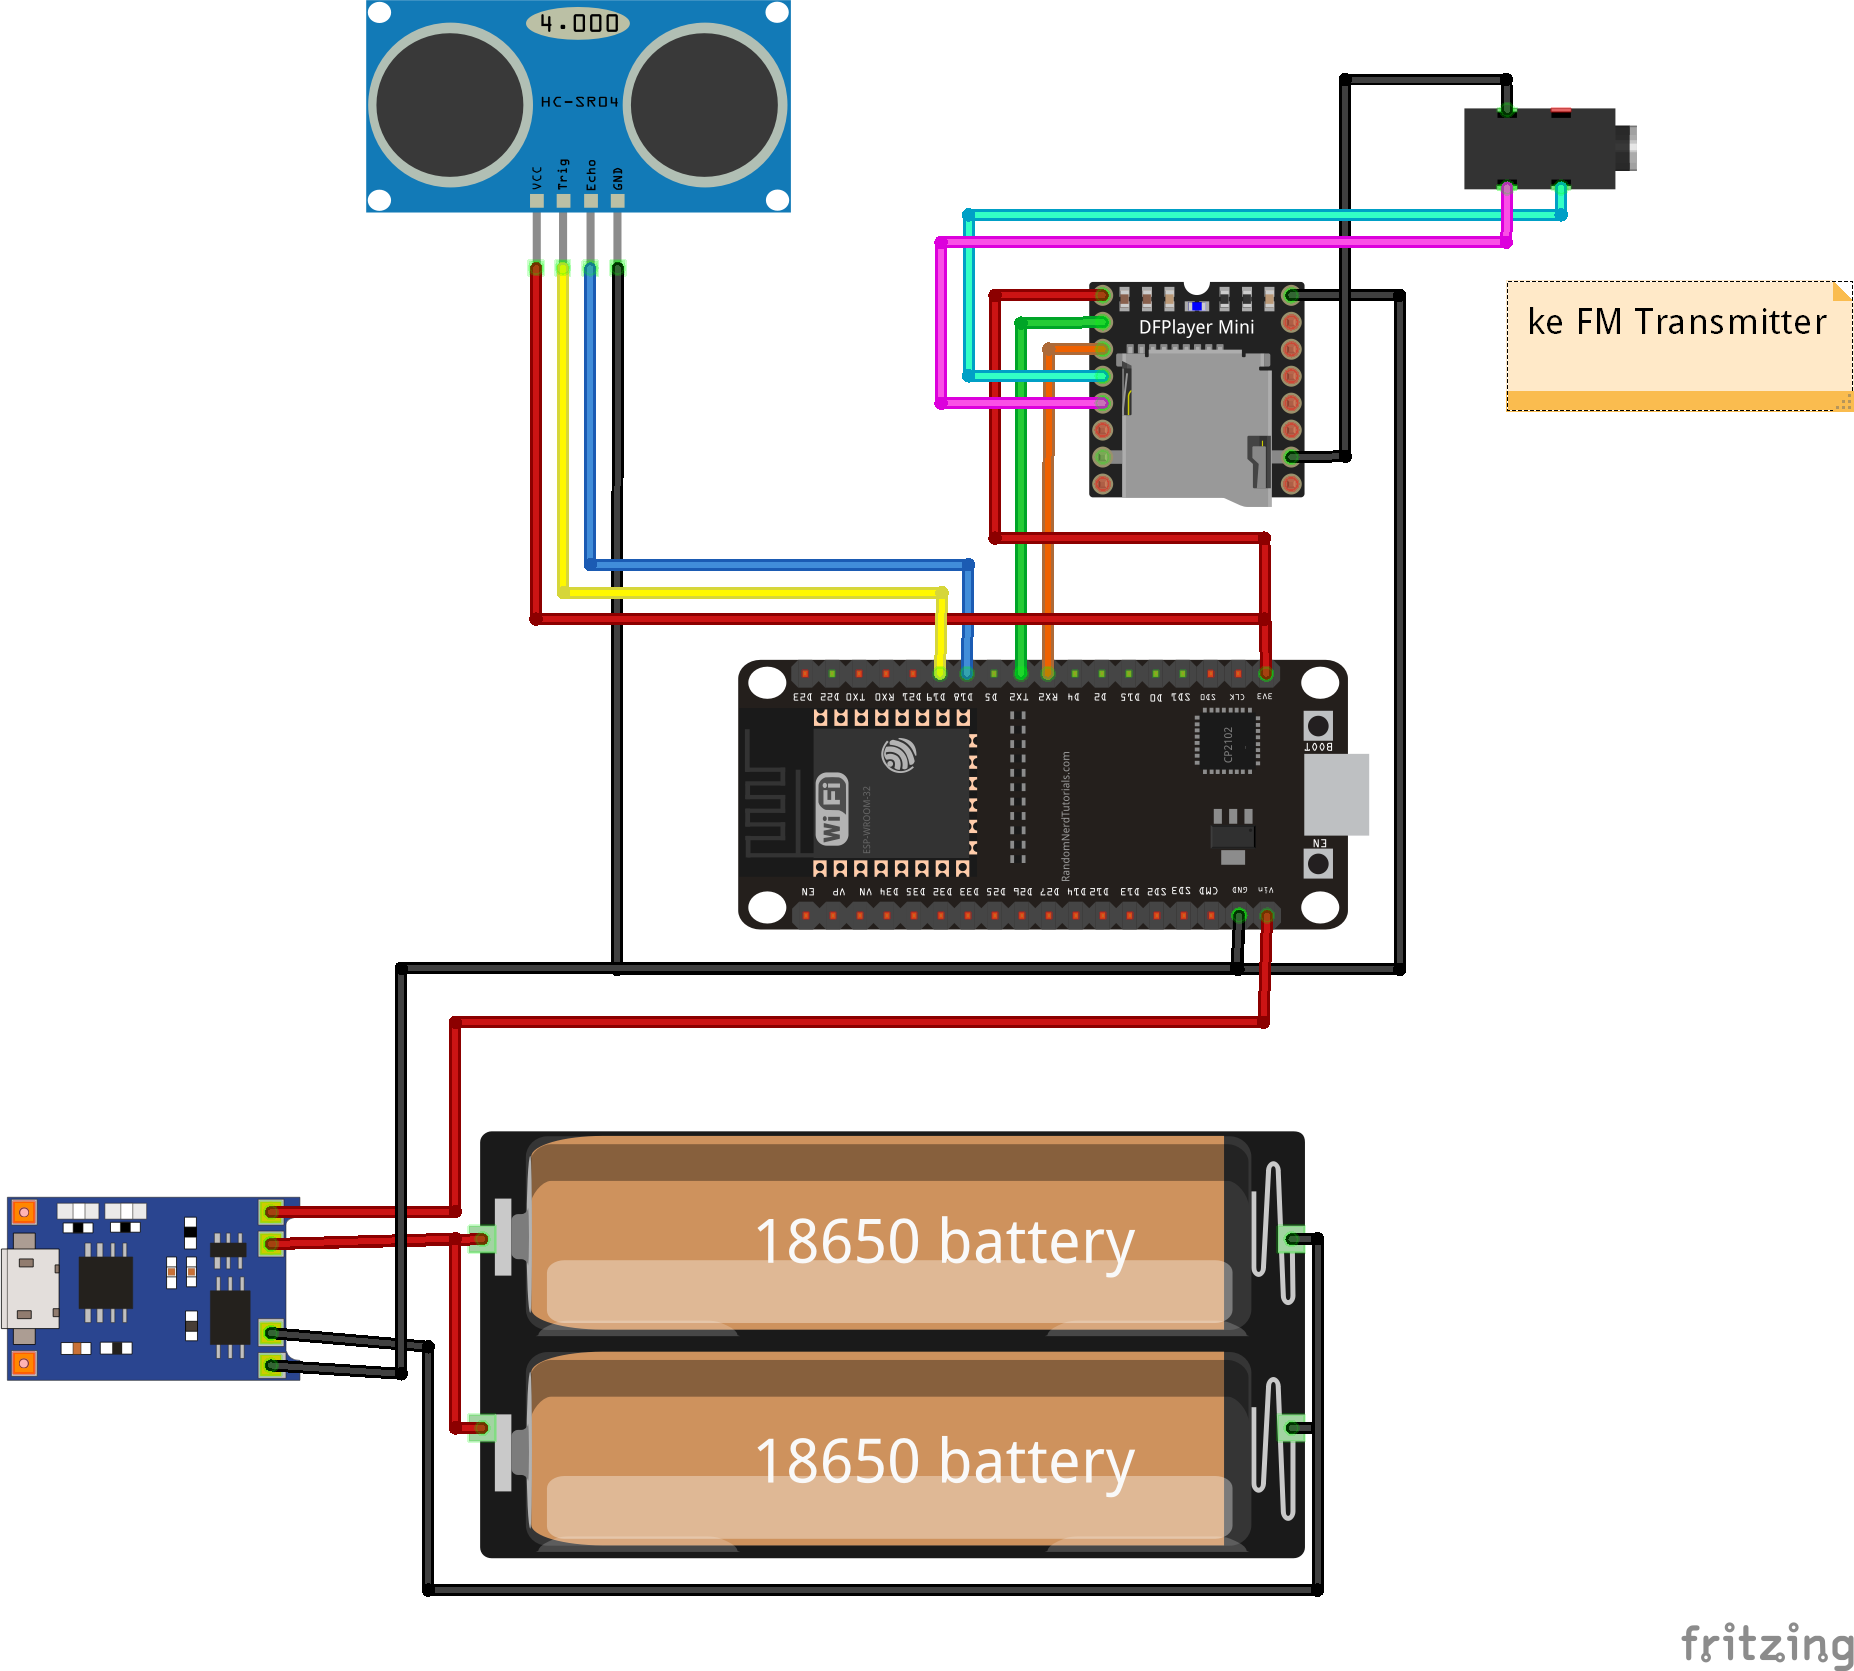 4.000
HC-SR04
VCC
Trig
Echo
GND
ke FM Transmitter
DFPlayer Mini
D23 D22 TX0 RX0 D21 D19 D18 D5 TX2 RX2 D4 D2 D15 D0 SD1 SD0 CLK 3V3
CP2102
BOOT
WiFi
ESP-WROOM-32
RandomNerdTutorials.com
EN
EN VP VN D34 D35 D32 D33 D25 D26 D27 D14 D12 D13 SD2 SD3 CMD GND Vin
18650 battery
18650 battery
fritzing